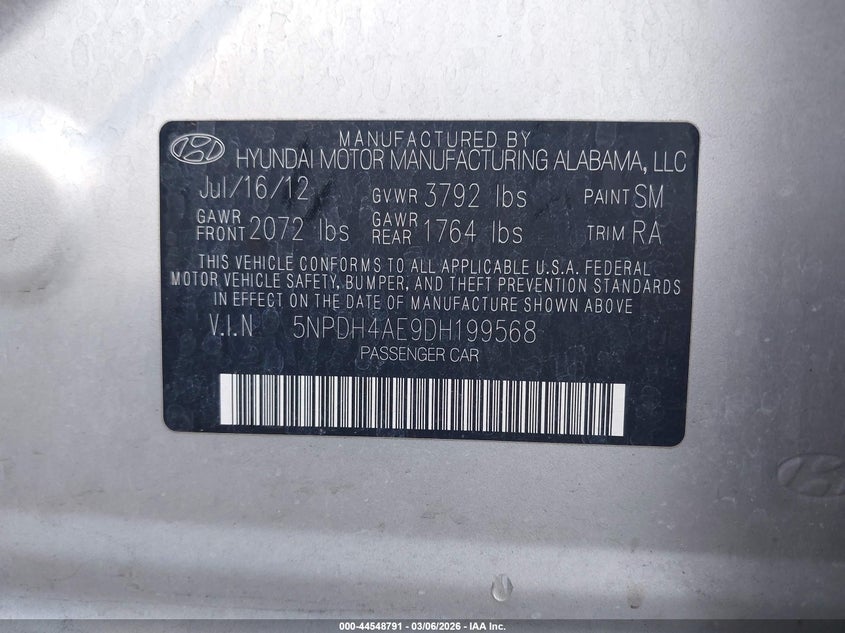 MANUFACTURED BY
HYUNDAI MOTOR MANUFACTURING ALABAMA, LLC
Jul/16/12 GVWR 3792 lbs PAINT SM
GAWR FRONT 2072 lbs GAWR REAR 1764 lbs TRIM RA
THIS VEHICLE CONFORMS TO ALL APPLICABLE U.S.A. FEDERAL
MOTOR VEHICLE SAFETY, BUMPER, AND THEFT PREVENTION STANDARDS
IN EFFECT ON THE DATE OF MANUFACTURE SHOWN ABOVE
V.I.N 5NPDH4AE9DH199568
PASSENGER CAR
000-44548791 - 03/06/2026 - IAA Inc.